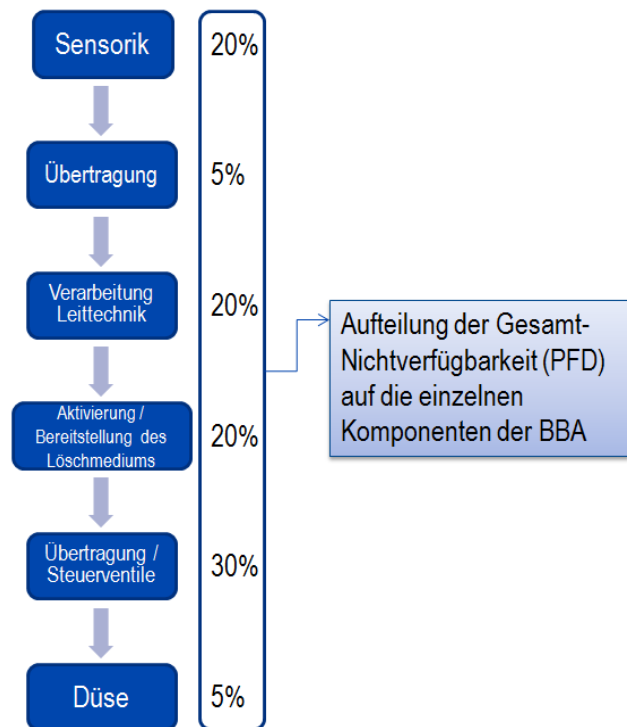 Sensorik
20%
Übertragung
5%
Verarbeitung
Leittechnik
20%
Aktivierung /
Bereitstellung des
Löschmediums
20%
Übertragung /
Steuerventile
30%
Düse
5%
Aufteilung der Gesamt-
Nichtverfügbarkeit (PFD)
auf die einzelnen
Komponenten der BBA